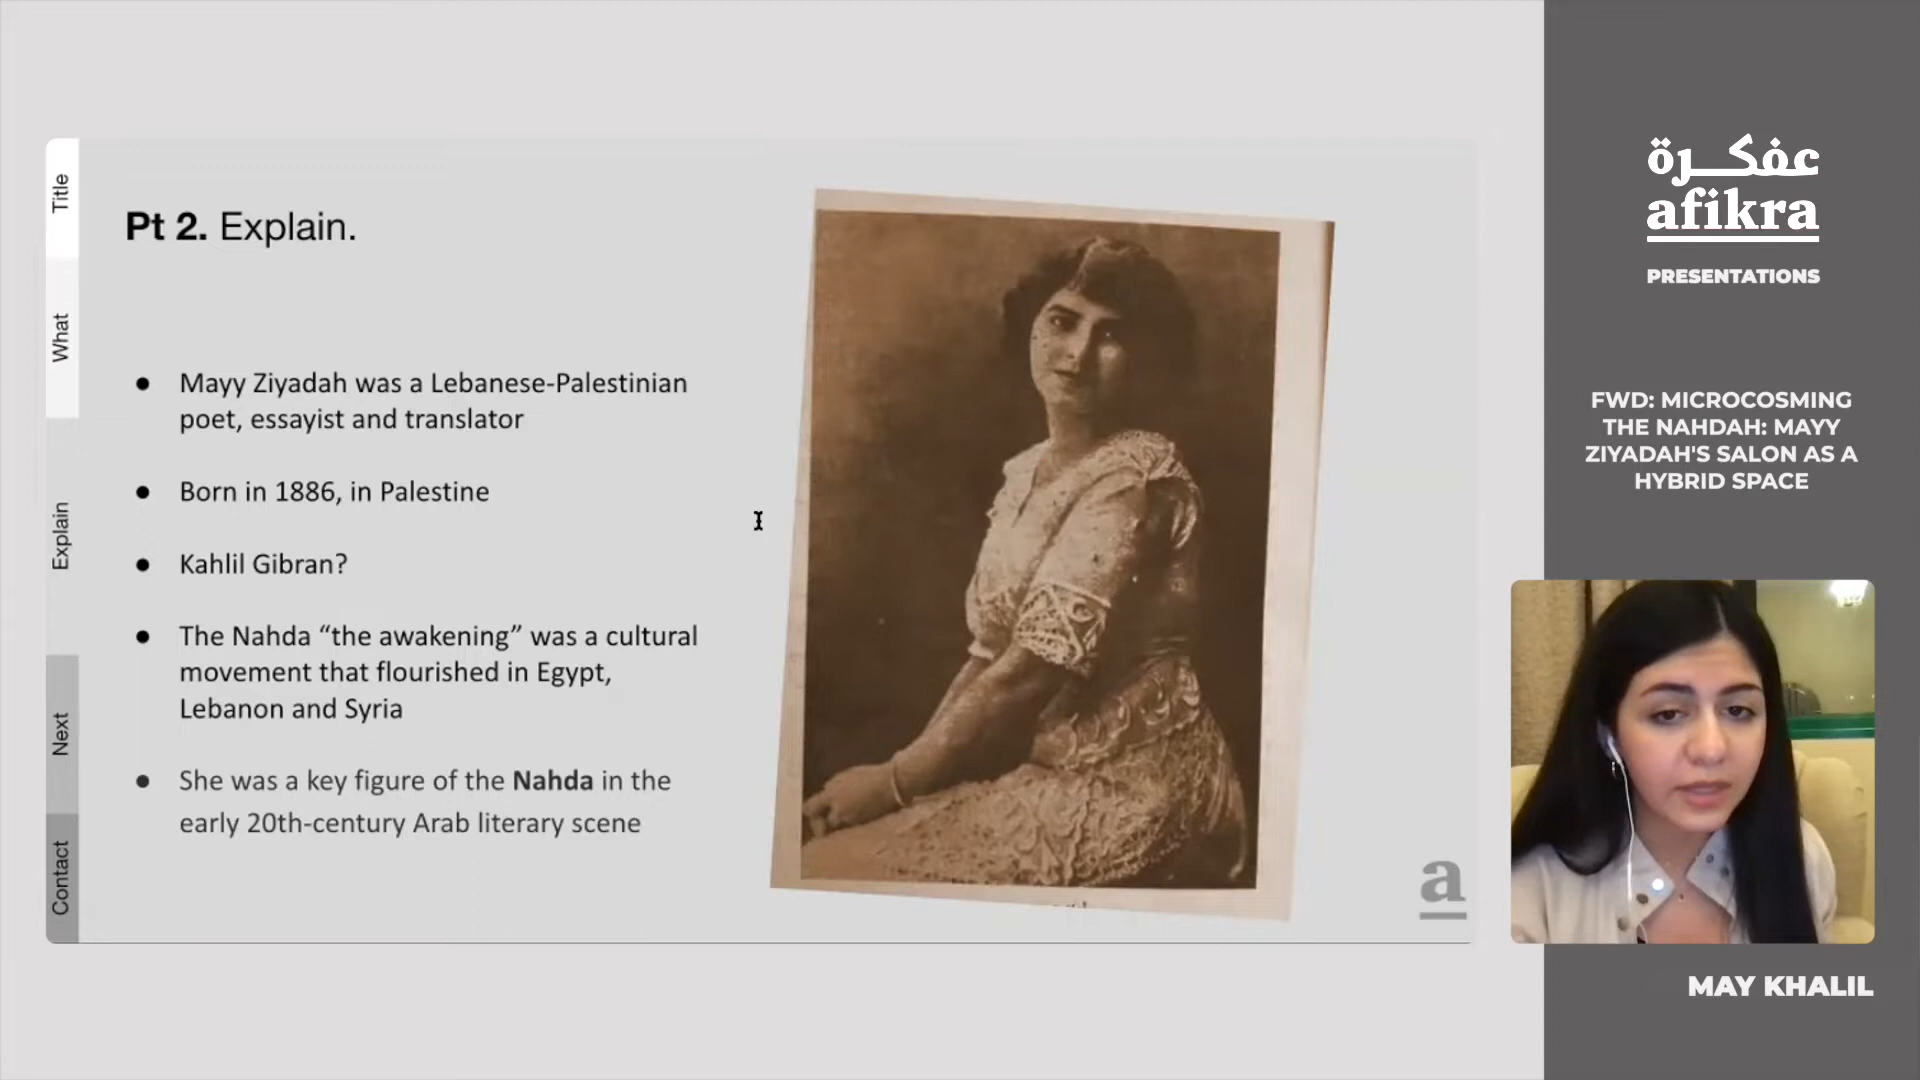 Title
What
Explain
Next
Contact
Pt 2. Explain.
● Mayy Ziyadah was a Lebanese-Palestinian
poet, essayist and translator
● Born in 1886, in Palestine
● Kahlil Gibran?
● The Nahda “the awakening” was a cultural
movement that flourished in Egypt,
Lebanon and Syria
● She was a key figure of the Nahda in the
early 20th-century Arab literary scene
a
عفكرة
afikra
PRESENTATIONS
FWD: MICROCOSMING
THE NAHDAH: MAYY
ZIYADAH'S SALON AS A
HYBRID SPACE
MAY KHALIL